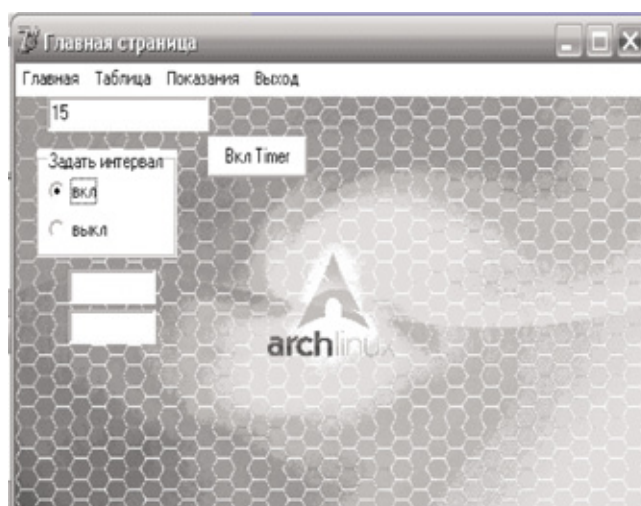 Главная страница
Главная Таблица Показания Выход
15
Вкл Timer
Задать интервал
вкл
выкл
archlinux